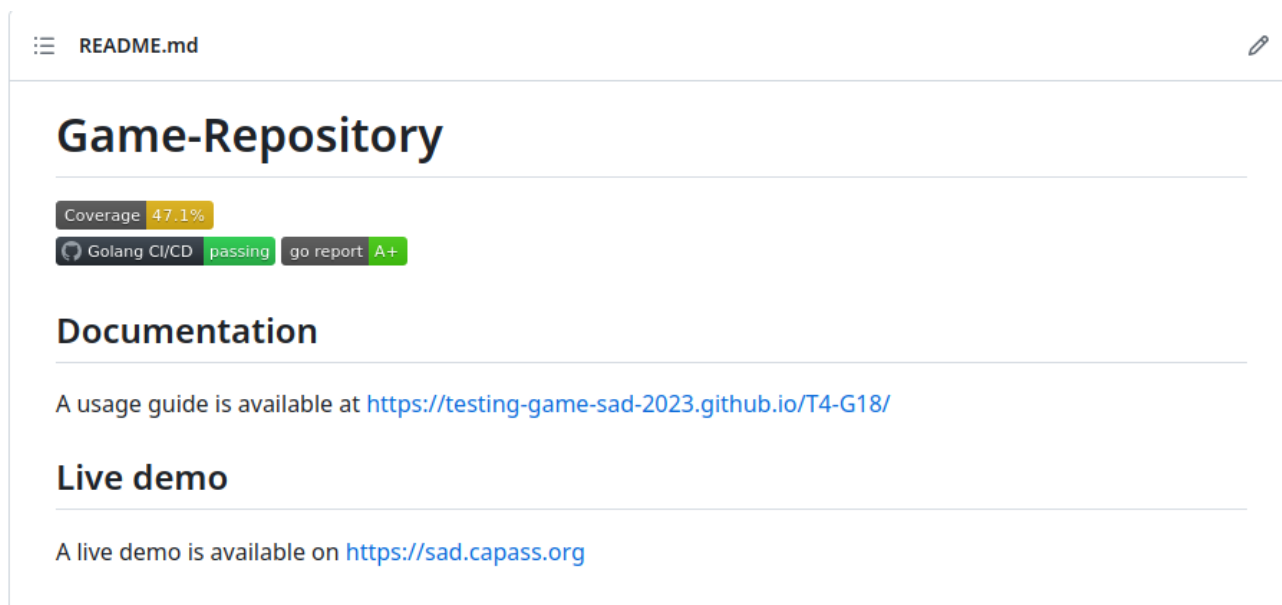 README.md
Game-Repository
Coverage 47.1%
Golang CI/CD passing go report A+
Documentation
A usage guide is available at https://testing-game-sad-2023.github.io/T4-G18/
Live demo
A live demo is available on https://sad.capass.org